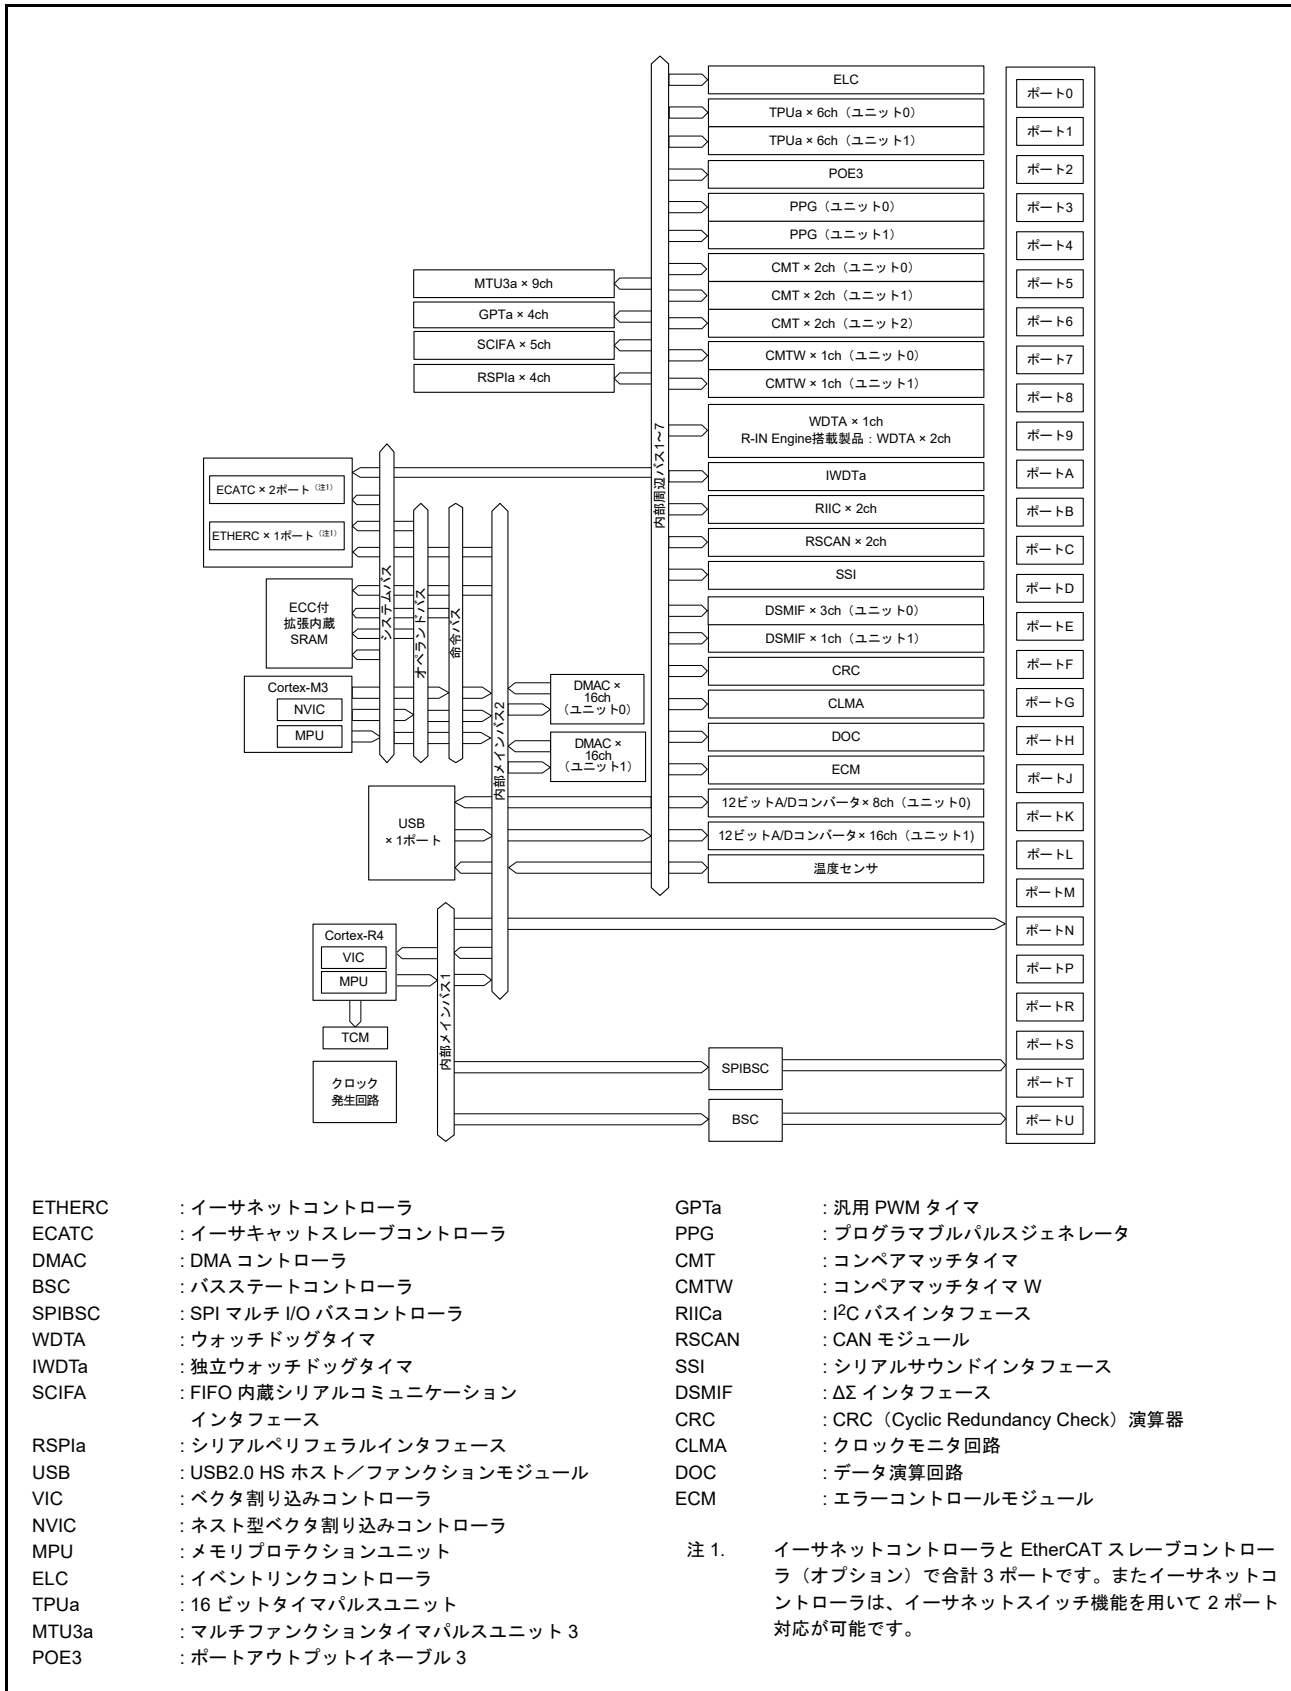 ELC
TPUa × 6ch（ユニット0）
TPUa × 6ch（ユニット1）
POE3
PPG（ユニット0）
PPG（ユニット1）
CMT × 2ch（ユニット0）
CMT × 2ch（ユニット1）
CMT × 2ch（ユニット2）
CMTW × 1ch（ユニット0）
CMTW × 1ch（ユニット1）
WDTA × 1ch
R-IN Engine搭載製品：WDTA × 2ch
IWDTa
RIIC × 2ch
RSCAN × 2ch
SSI
DSMIF × 3ch（ユニット0）
DSMIF × 1ch（ユニット1）
CRC
CLMA
DOC
ECM
12ビットA/Dコンバータ× 8ch（ユニット0)
12ビットA/Dコンバータ× 16ch（ユニット1)
温度センサ
MTU3a × 9ch
GPTa × 4ch
SCIFA × 5ch
RSPIa × 4ch
内部周辺バス1～7
ECATC × 2ポート（注1）
ETHERC × 1ポート（注1）
ECC付
拡張内蔵
SRAM
Cortex-M3
NVIC
MPU
システムバス
オペランドバス
命令バス
内部メインバス2
DMAC ×
16ch
（ユニット0）
DMAC ×
16ch
（ユニット1）
USB
× 1ポート
Cortex-R4
VIC
MPU
TCM
クロック
発生回路
内部メインバス1
SPIBSC
BSC
ポート0
ポート1
ポート2
ポート3
ポート4
ポート5
ポート6
ポート7
ポート8
ポート9
ポートA
ポートB
ポートC
ポートD
ポートE
ポートF
ポートG
ポートH
ポートJ
ポートK
ポートL
ポートM
ポートN
ポートP
ポートR
ポートS
ポートT
ポートU
ETHERC : イーサネットコントローラ
ECATC : イーサキャットスレーブコントローラ
DMAC : DMA コントローラ
BSC : バスステートコントローラ
SPIBSC : SPI マルチ I/O バスコントローラ
WDTA : ウォッチドッグタイマ
IWDTa : 独立ウォッチドッグタイマ
SCIFA : FIFO 内蔵シリアルコミュニケーション
インタフェース
RSPIa : シリアルペリフェラルインタフェース
USB : USB2.0 HS ホスト／ファンクションモジュール
VIC : ベクタ割り込みコントローラ
NVIC : ネスト型ベクタ割り込みコントローラ
MPU : メモリプロテクションユニット
ELC : イベントリンクコントローラ
TPUa : 16 ビットタイマパルスユニット
MTU3a : マルチファンクションタイマパルスユニット 3
POE3 : ポートアウトプットイネーブル 3
GPTa : 汎用 PWM タイマ
PPG : プログラマブルパルスジェネレータ
CMT : コンペアマッチタイマ
CMTW : コンペアマッチタイマ W
RIICa : I²C バスインタフェース
RSCAN : CAN モジュール
SSI : シリアルサウンドインタフェース
DSMIF : ΔΣ インタフェース
CRC : CRC（Cyclic Redundancy Check）演算器
CLMA : クロックモニタ回路
DOC : データ演算回路
ECM : エラーコントロールモジュール
注 1. イーサネットコントローラと EtherCAT スレーブコントロー
ラ（オプション）で合計 3 ポートです。またイーサネットコ
ントローラは、イーサネットスイッチ機能を用いて 2 ポート
対応が可能です。